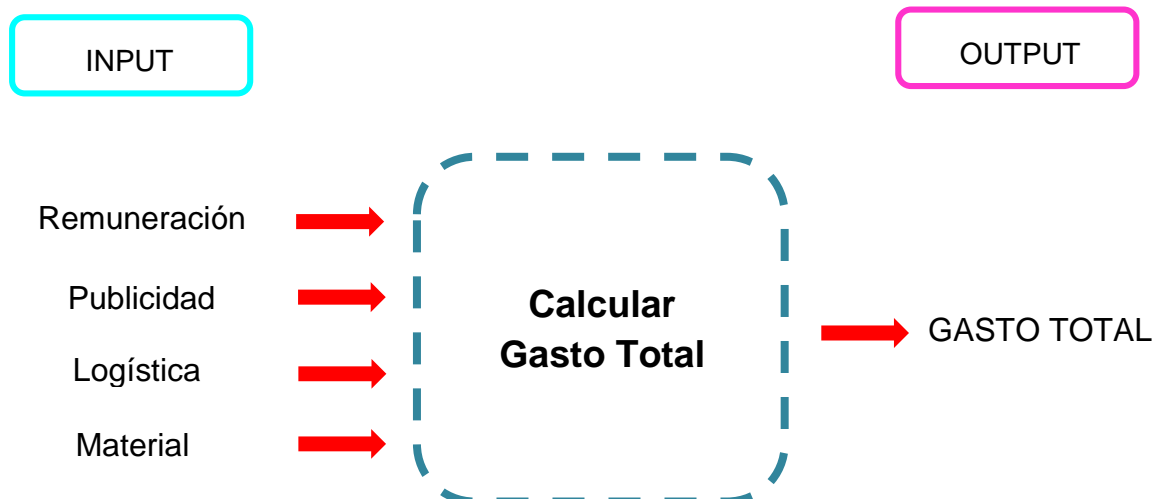 INPUT
OUTPUT
Remuneración
Publicidad
Logística
Material
Calcular
Gasto Total
GASTO TOTAL